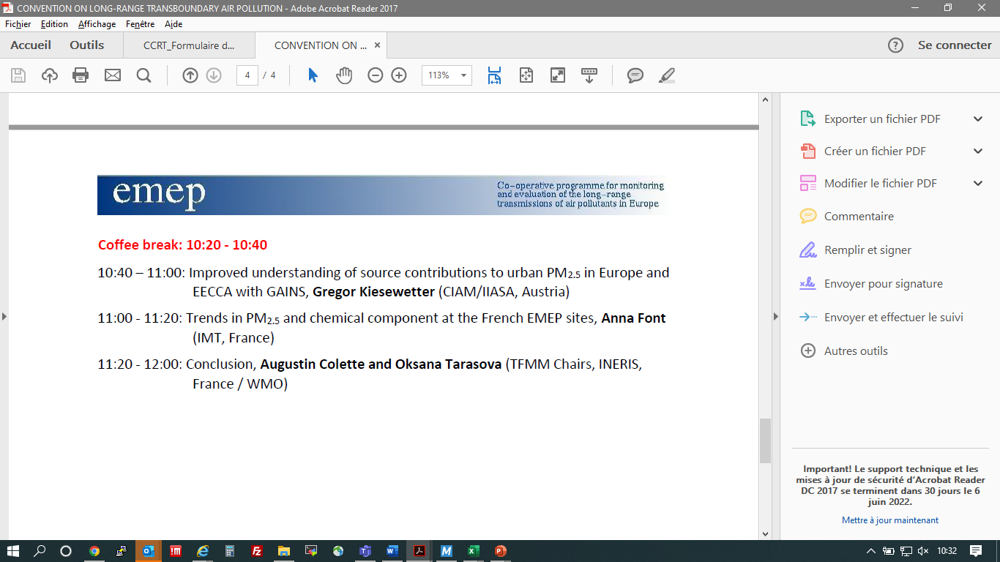 CONVENTION ON LONG-RANGE TRANSBOUNDARY AIR POLLUTION - Adobe Acrobat Reader 2017
Fichier Edition Affichage Fenêtre Aide
Accueil Outils CCRT_Formulaire d... CONVENTION ON ... × Se connecter
4 / 4 113%
emep
Co-operative programme for monitoring
and evaluation of the long-range
transmissions of air pollutants in Europe
Coffee break: 10:20 - 10:40
10:40 – 11:00: Improved understanding of source contributions to urban PM2.5 in Europe and
EECCA with GAINS, Gregor Kiesewetter (CIAM/IIASA, Austria)
11:00 - 11:20: Trends in PM2.5 and chemical component at the French EMEP sites, Anna Font
(IMT, France)
11:20 - 12:00: Conclusion, Augustin Colette and Oksana Tarasova (TFMM Chairs, INERIS,
France / WMO)
Exporter un fichier PDF
Créer un fichier PDF
Modifier le fichier PDF
Commentaire
Remplir et signer
Envoyer pour signature
Envoyer et effectuer le suivi
Autres outils
Important! Le support technique et les
mises à jour de sécurité d'Acrobat Reader
DC 2017 se terminent dans 30 jours le 6
juin 2022.
Mettre à jour maintenant
10:32